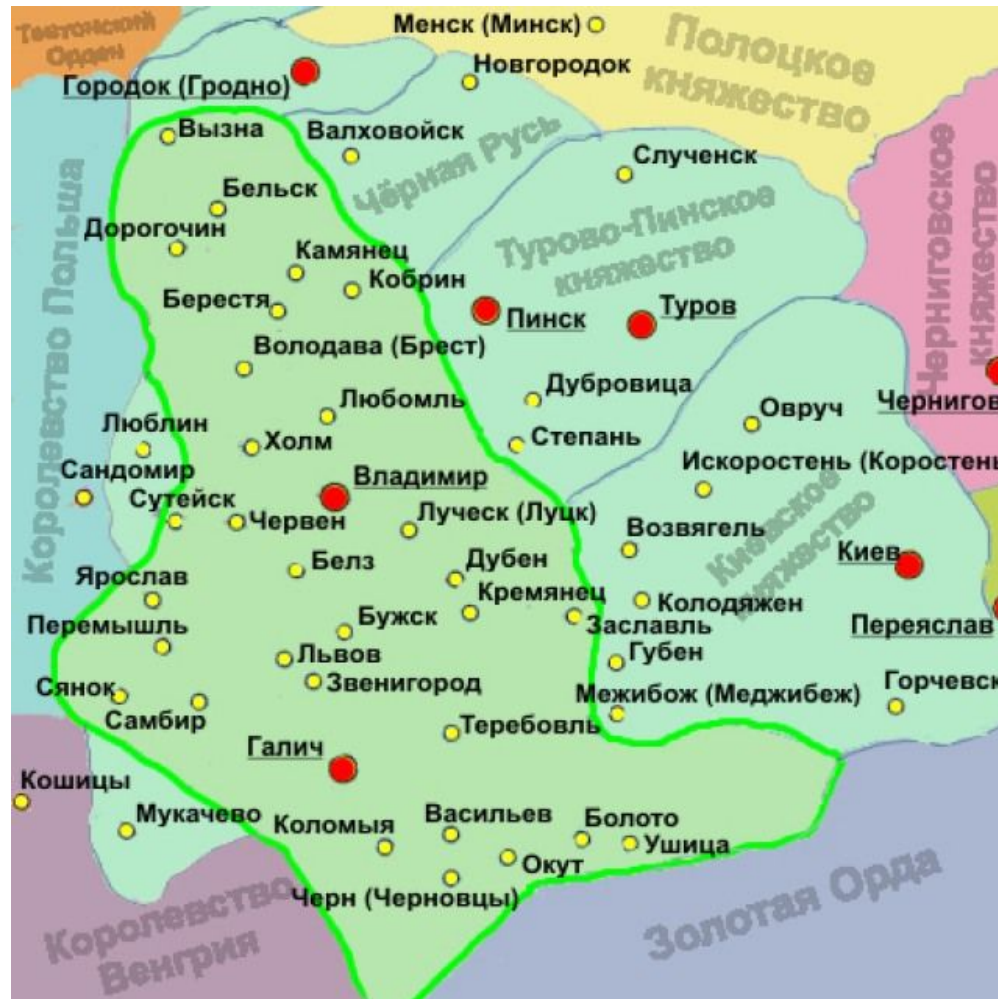 Тевтонский
Орден
Менск (Минск)
Полоцкое
княжество
Новгородок
Городок (Гродно)
Вызна
Валховойск
Чёрная Русь
Слученск
Черниговское
княжество
Королевство Польша
Бельск
Дорогочин
Турово-Пинское
княжество
Камянец
Кобрин
Берестя
Пинск
Туров
Володава (Брест)
Дубровица
Чернигов
Любомль
Овруч
Люблин
Холм
Степань
Сандомир
Искоростень (Коростень
Владимир
Сутейск
Червен
Луческ (Луцк)
Возвягель
Киевское
княжество
Киев
Белз
Дубен
Ярослав
Кремянец
Колодяжен
Перемышль
Бужск
Заславль
Переяслав
Львов
Губен
Сянок
Звенигород
Межибож (Меджибеж)
Горчевск
Самбир
Теребовль
Галич
Кошицы
Мукачево
Коломыя
Васильев
Болото
Ушица
Окут
Черн (Черновцы)
Королевство
Венгрия
Золотая Орда